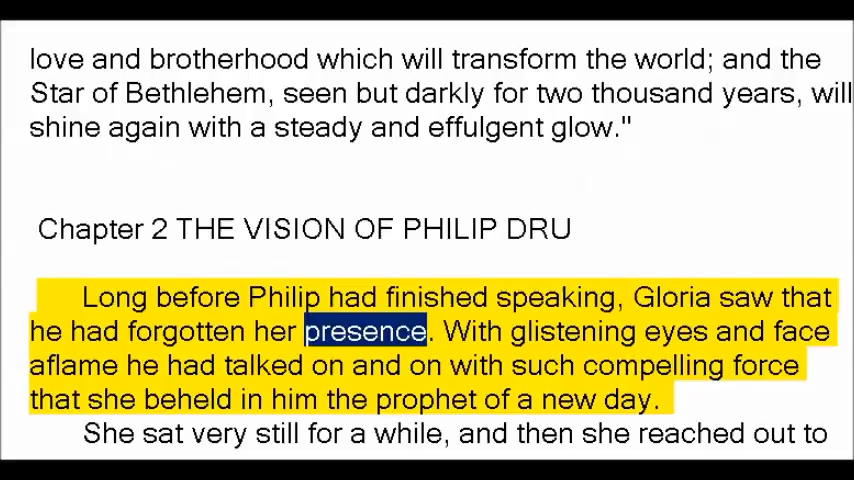 love and brotherhood which will transform the world; and the
Star of Bethlehem, seen but darkly for two thousand years, will
shine again with a steady and effulgent glow."
Chapter 2 THE VISION OF PHILIP DRU
Long before Philip had finished speaking, Gloria saw that
he had forgotten her presence. With glistening eyes and face
aflame he had talked on and on with such compelling force
that she beheld in him the prophet of a new day.
She sat very still for a while, and then she reached out to